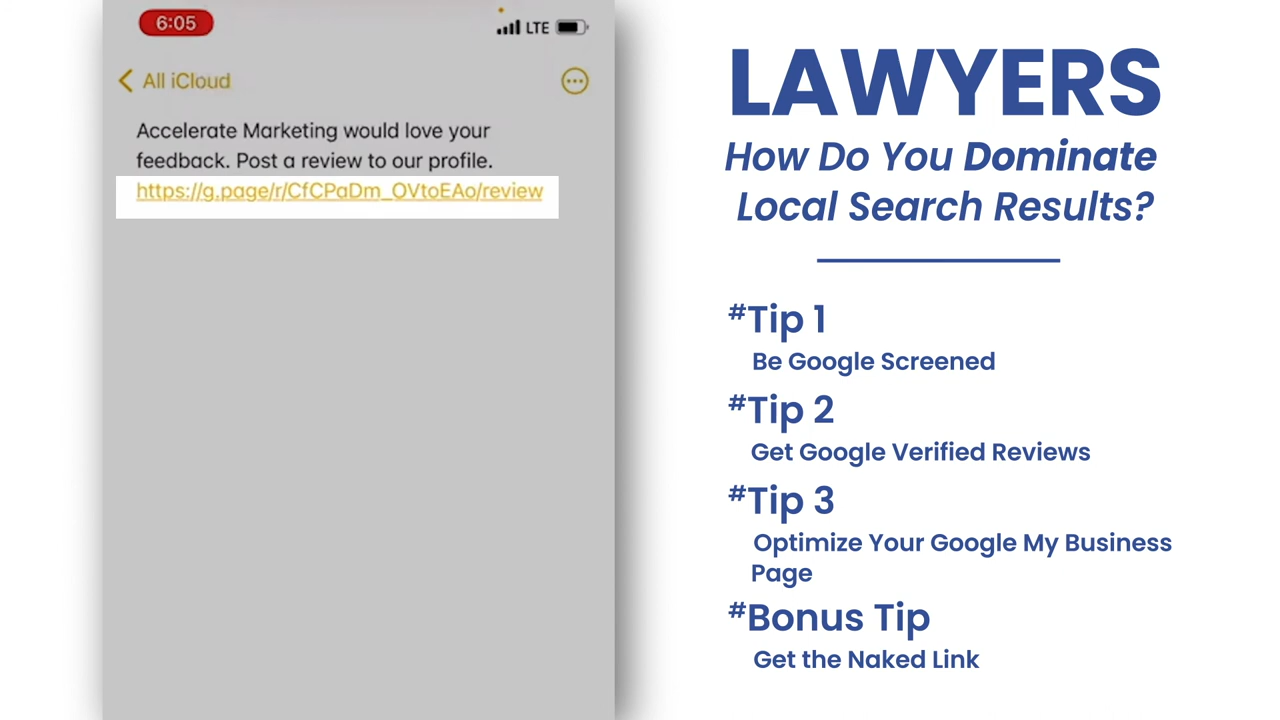 6:05
LTE
All iCloud
Accelerate Marketing would love your
feedback. Post a review to our profile.
https://g.page/r/CfCPaDm_OVtoEAo/review
LAWYERS
How Do You Dominate
Local Search Results?
#Tip 1
Be Google Screened
#Tip 2
Get Google Verified Reviews
#Tip 3
Optimize Your Google My Business
Page
#Bonus Tip
Get the Naked Link